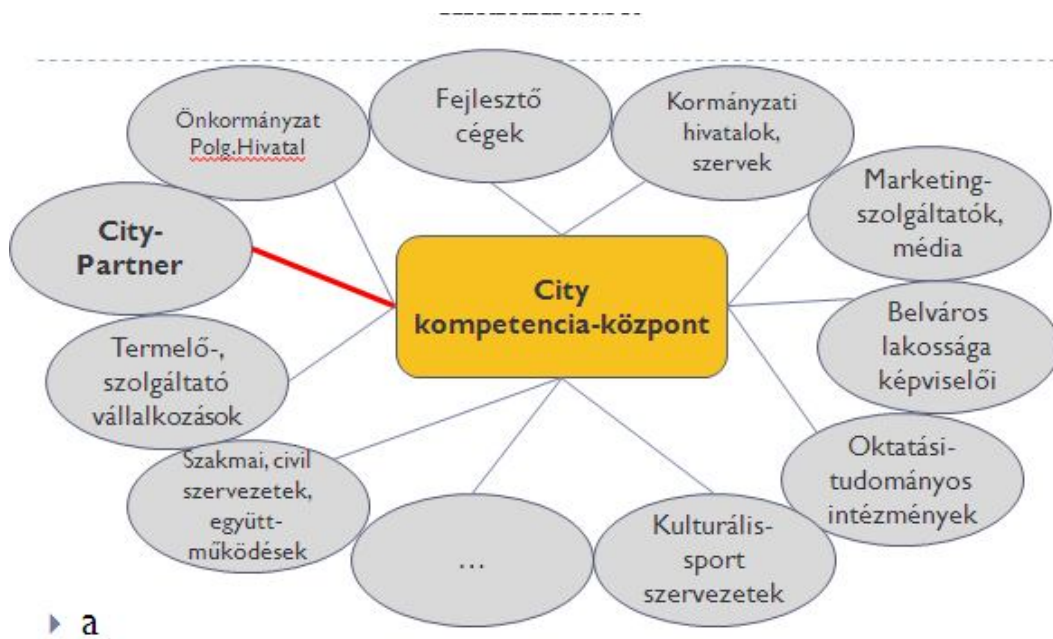 Fejlesztő
cégek
Önkormányzat
Polg.Hivatal
Kormányzati
hivatalok,
szervek
Marketing-
szolgáltatók,
média
City-
Partner
City
kompetencia-központ
Belváros
lakossága
képviselői
Termelő-,
szolgáltató
vállalkozások
Oktatási-
tudományos
intézmények
Szakmai, civil
szervezetek,
együtt-
működések
...
Kulturális-
sport
szervezetek
a